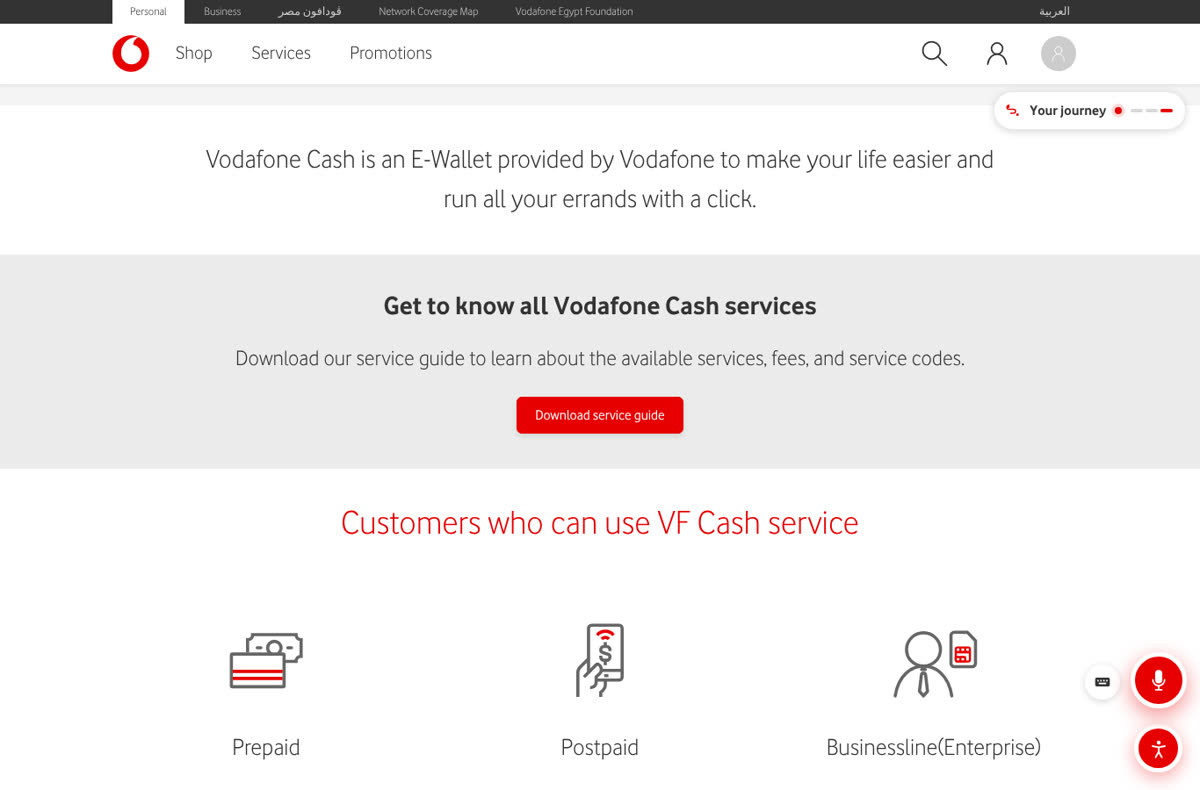 Personal
Business
ڤودافون مصر
Network Coverage Map
Vodafone Egypt Foundation
العربية
Shop
Services
Promotions
Your journey
Vodafone Cash is an E-Wallet provided by Vodafone to make your life easier and
run all your errands with a click.
Get to know all Vodafone Cash services
Download our service guide to learn about the available services, fees, and service codes.
Download service guide
Customers who can use VF Cash service
$
Prepaid
Postpaid
Businessline(Enterprise)